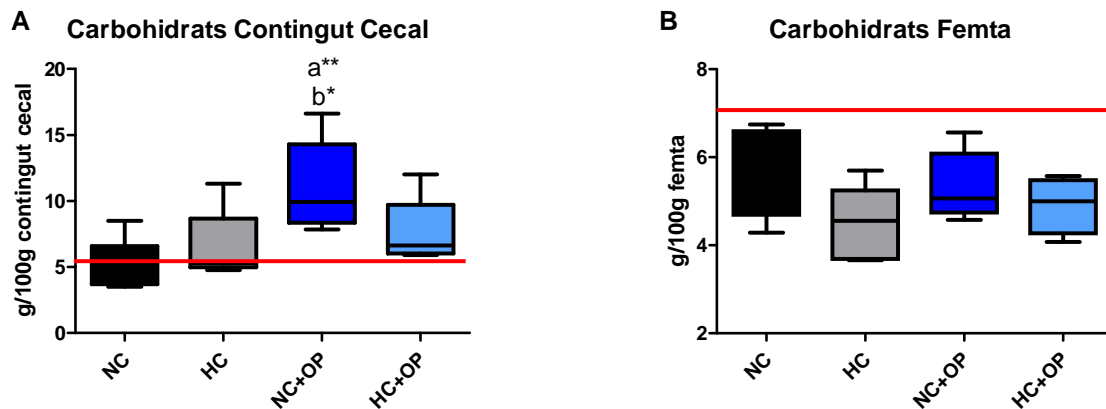 A
Carbohidrats Contingut Cecal
g/100g contingut cecal
20
15
10
5
0
a**
b*
NC
HC
NC+OP
HC+OP
B
Carbohidrats Femta
g/100g femta
8
6
4
2
NC
HC
NC+OP
HC+OP